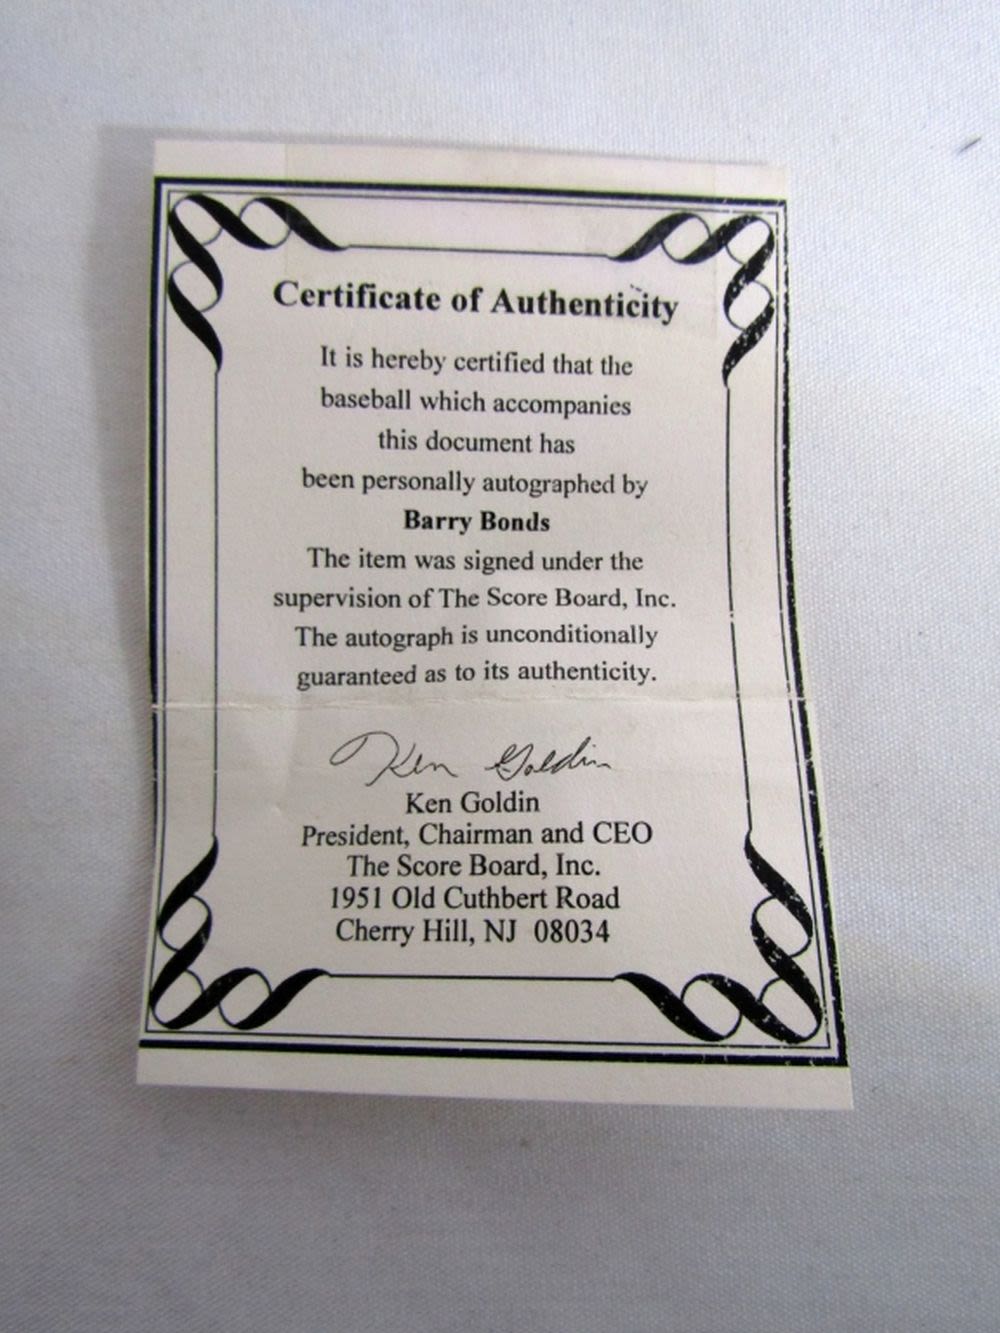 Certificate of Authenticity
It is hereby certified that the
baseball which accompanies
this document has
been personally autographed by
Barry Bonds
The item was signed under the
supervision of The Score Board, Inc.
The autograph is unconditionally
guaranteed as to its authenticity.
Ken Goldin
Ken Goldin
President, Chairman and CEO
The Score Board, Inc.
1951 Old Cuthbert Road
Cherry Hill, NJ 08034